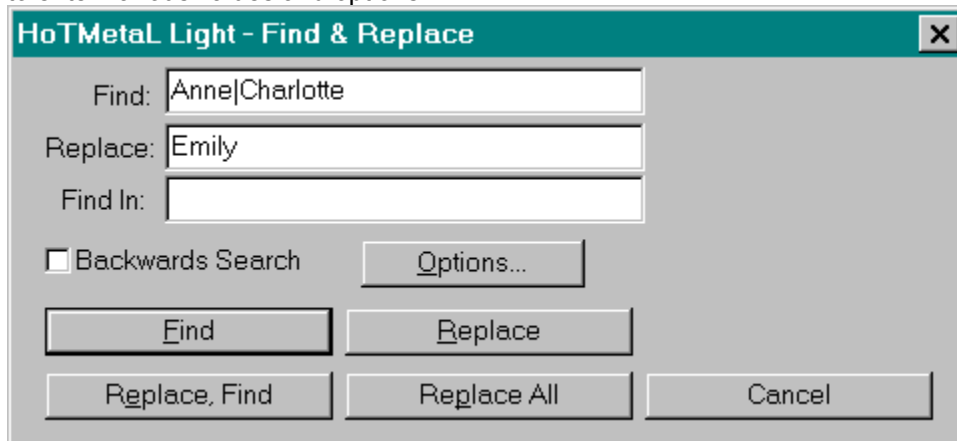 HoTMetaL Light - Find & Replace
Find: Anne|Charlotte
Replace: Emily
Find In:
Backwards Search Options...
Find Replace
Replace, Find Replace All Cancel